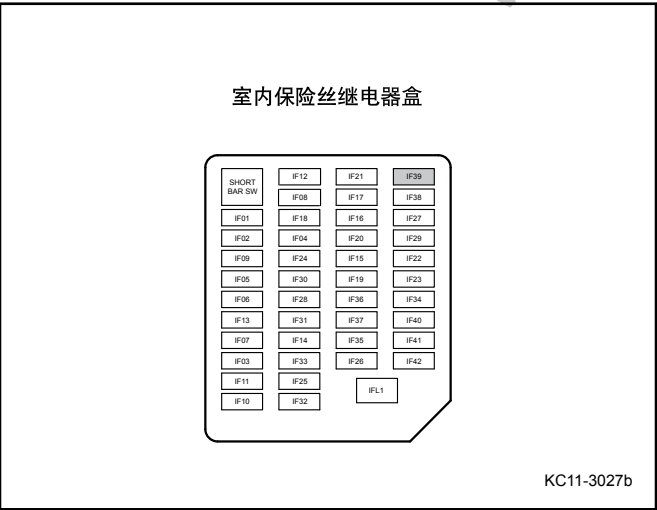 室内保险丝继电器盒
SHORT
BAR SW
IF12
IF21
IF39
IF08
IF17
IF38
IF01
IF18
IF16
IF27
IF02
IF04
IF20
IF29
IF09
IF24
IF15
IF22
IF05
IF30
IF19
IF23
IF06
IF28
IF36
IF34
IF13
IF31
IF37
IF40
IF07
IF14
IF35
IF41
IF03
IF33
IF26
IF42
IF11
IF25
IFL1
IF10
IF32
KC11-3027b